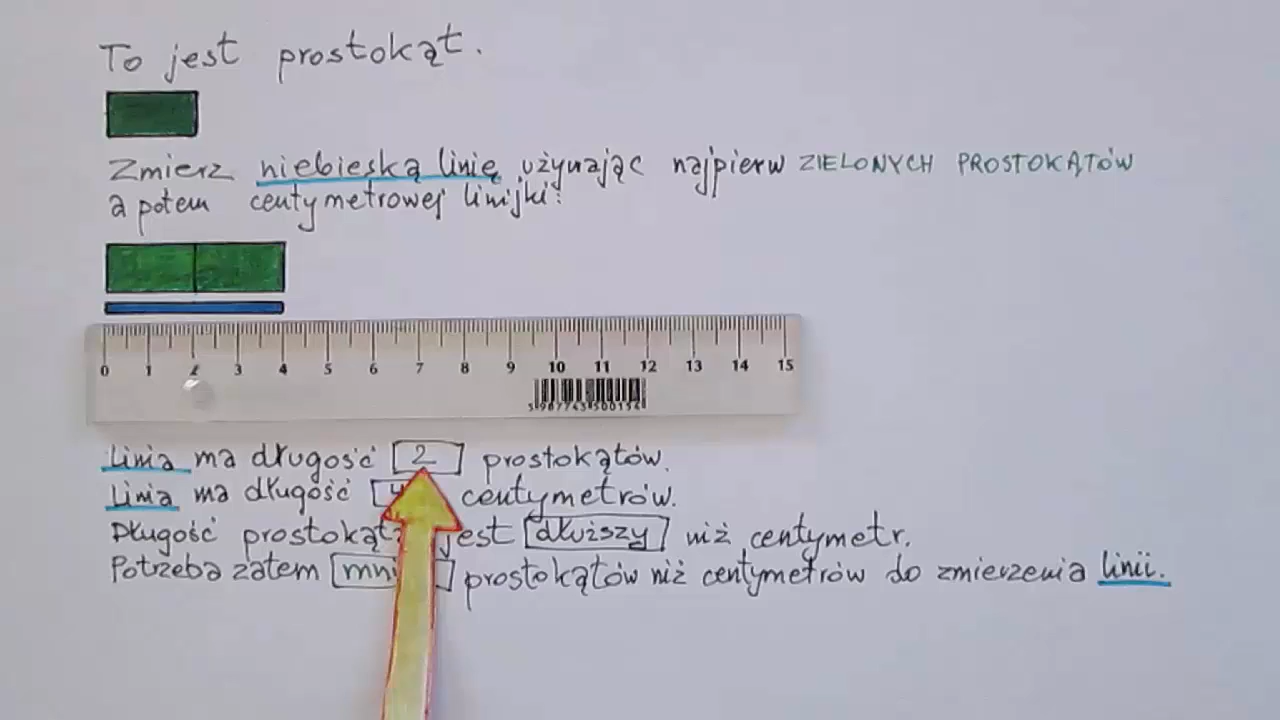 To jest prostokąt.
Zmierz niebieską linię używając najpierw ZIELONYCH PROSTOKĄTÓW
a potem centymetrowej linijki!
0 1 2 3 4 5 6 7 8 9 10 11 12 13 14 15
Linia ma długość 2 prostokątów.
Linia ma długość centymetrów.
Długość jest dłuższy niż centymetr.
Potrzeba zatem prostokątów niż centymetrów do zmierzenia linii.